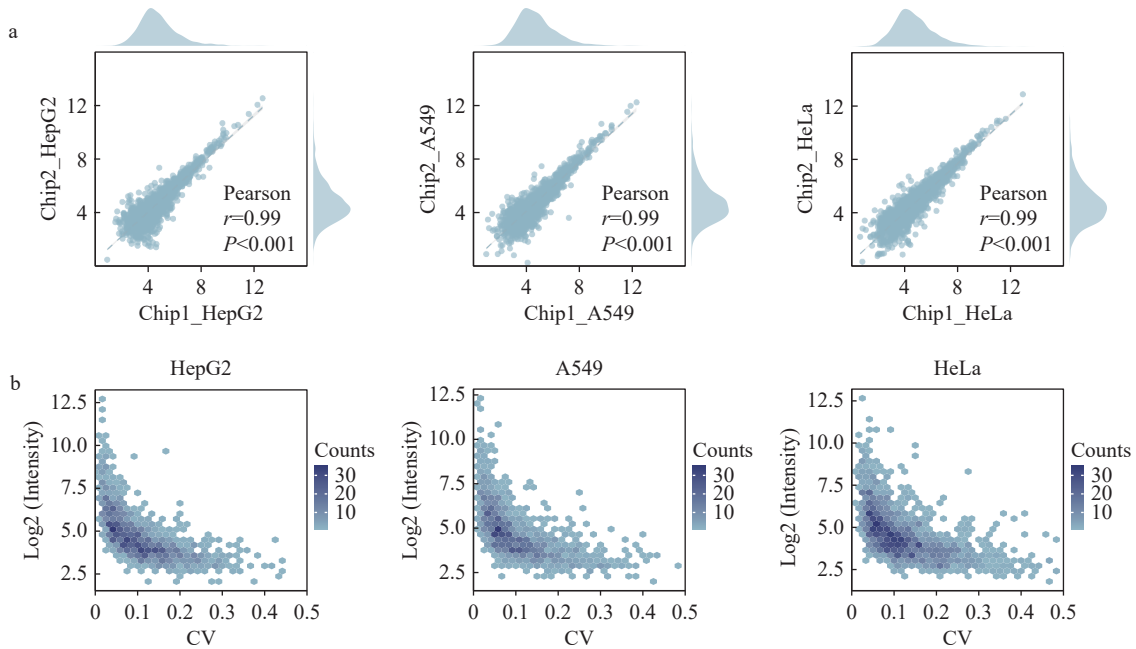 a
Chip2_HepG2
12
8
4
Pearson
r=0.99
P<0.001
4 8 12
Chip1_HepG2
Chip2_A549
12
8
4
Pearson
r=0.99
P<0.001
4 8 12
Chip1_A549
Chip2_HeLa
12
8
4
Pearson
r=0.99
P<0.001
4 8 12
Chip1_HeLa
b
HepG2
Log2 (Intensity)
12.5
10.0
7.5
5.0
2.5
0 0.1 0.2 0.3 0.4 0.5
CV
Counts
30
20
10
A549
Log2 (Intensity)
12.5
10.0
7.5
5.0
2.5
0 0.1 0.2 0.3 0.4 0.5
CV
Counts
30
20
10
HeLa
Log2 (Intensity)
12.5
10.0
7.5
5.0
2.5
0 0.1 0.2 0.3 0.4 0.5
CV
Counts
30
20
10